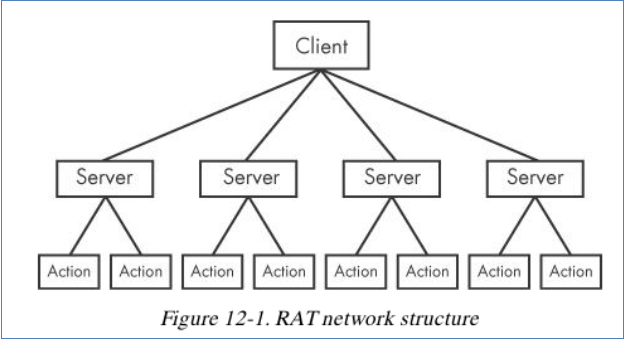 Client
Server Server Server Server
Action Action Action Action Action Action Action Action
Figure 12-1. RAT network structure